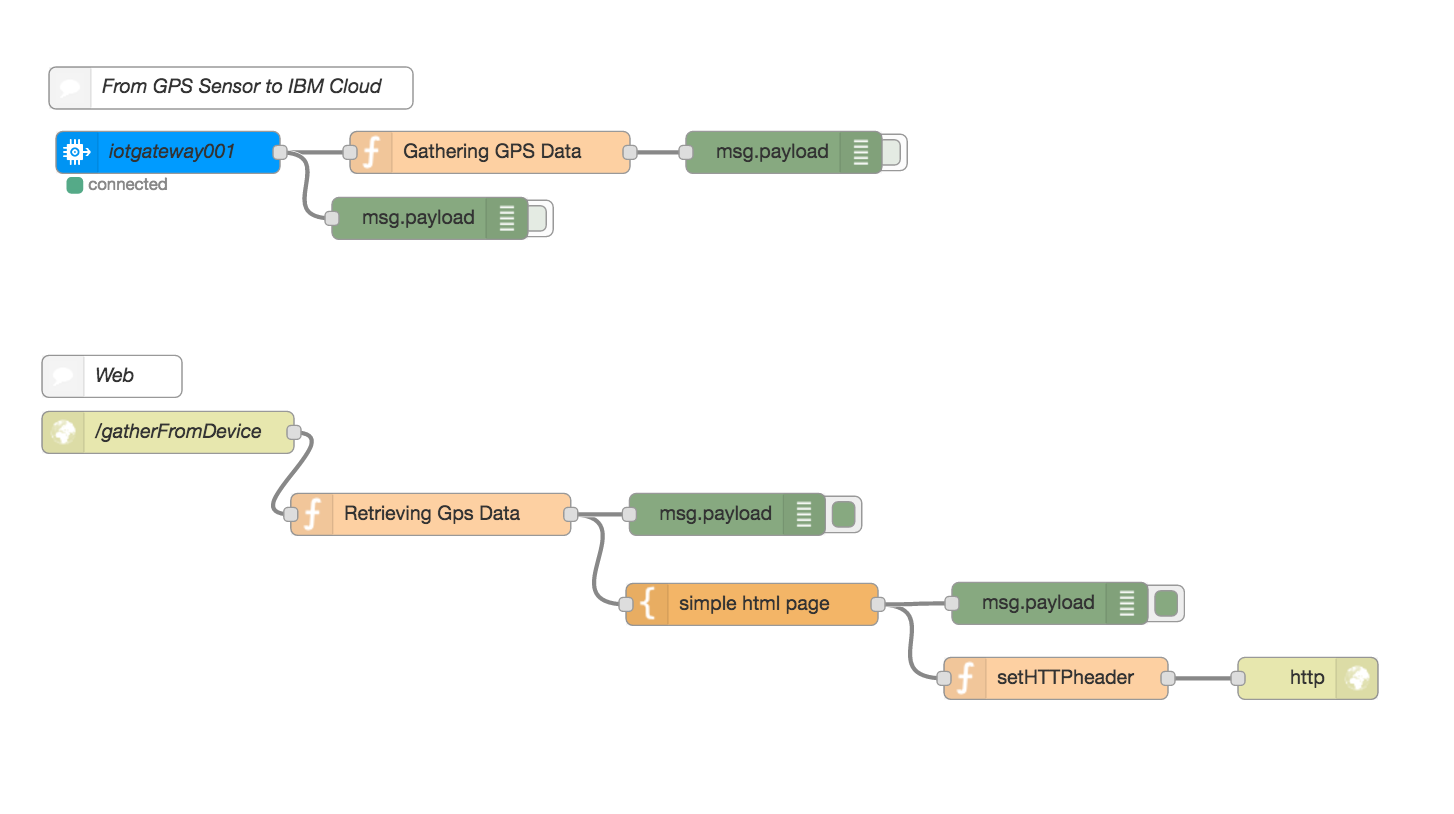 From GPS Sensor to IBM Cloud
iotgateway001
Gathering GPS Data
msg.payload
connected
msg.payload
Web
/gatherFromDevice
Retrieving Gps Data
msg.payload
simple html page
msg.payload
setHTTPheader
http